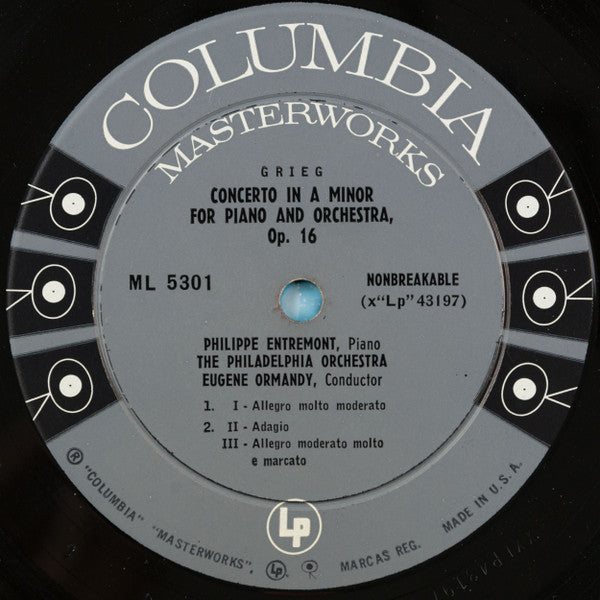 COLUMBIA
MASTERWORKS
GRIEG
CONCERTO IN A MINOR
FOR PIANO AND ORCHESTRA,
Op. 16
ML 5301
NONBREAKABLE
(x"Lp" 43197)
PHILIPPE ENTREMONT, Piano
THE PHILADELPHIA ORCHESTRA
EUGENE ORMANDY, Conductor
1. I - Allegro molto moderato
2. II - Adagio
III - Allegro moderato molto
e marcato
Lp
® "COLUMBIA" "MASTERWORKS", Lp. MARCAS REG. MADE IN U.S.A.